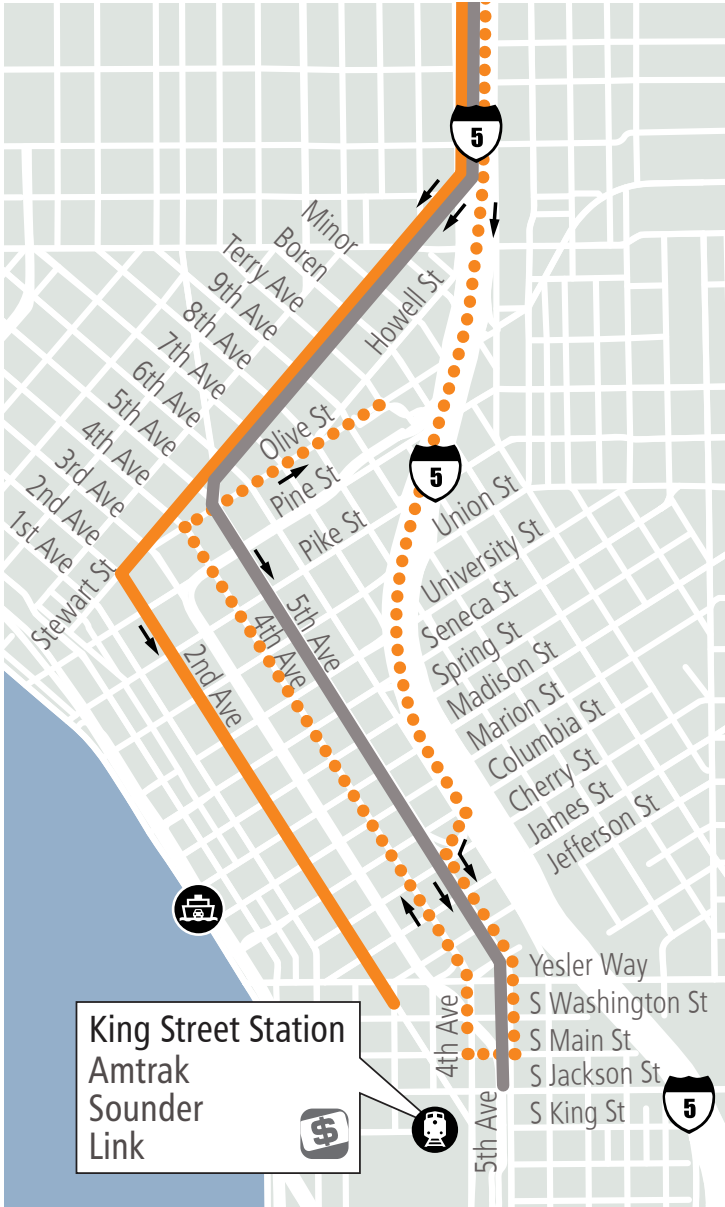 5
Minor
Boren
Terry Ave
9th Ave
8th Ave
7th Ave
6th Ave
5th Ave
4th Ave
3rd Ave
2nd Ave
1st Ave
Stewart St
Howell St
Olive St
Pine St
Pike St
5
Union St
University St
Seneca St
Spring St
Madison St
Marion St
Columbia St
Cherry St
James St
Jefferson St
5th Ave
4th Ave
2nd Ave
Yesler Way
S Washington St
S Main St
S Jackson St
S King St
4th Ave
5th Ave
5
King Street Station
Amtrak
Sounder
Link
$